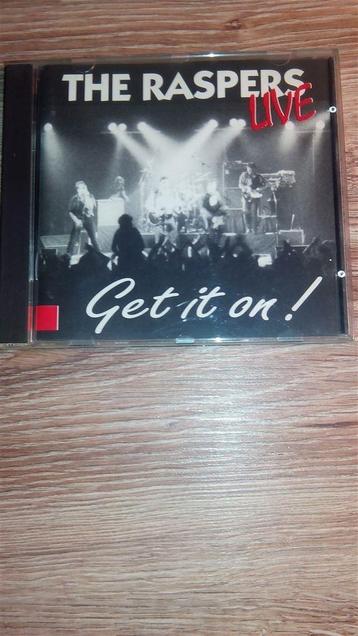 THE RASPERS
LIVE
Get it on!